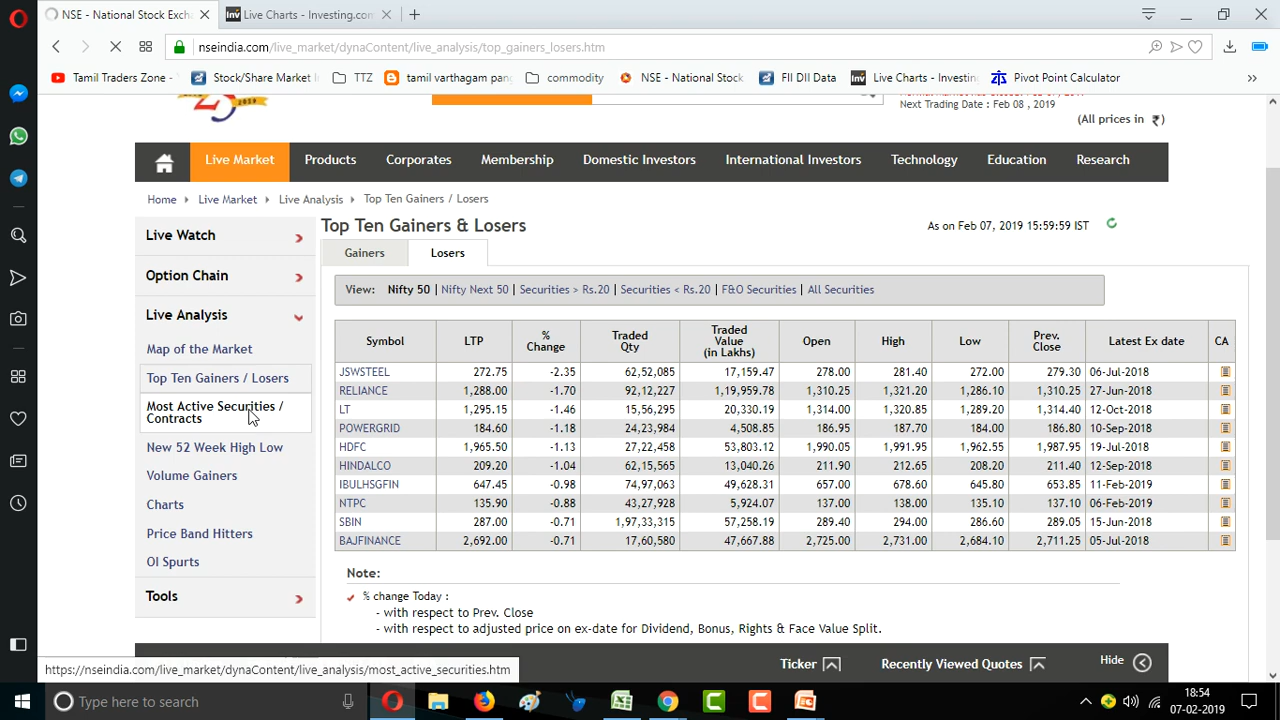 NSE - National Stock Exch
Live Charts - Investing.com
nseindia.com/live_market/dynaContent/live_analysis/top_gainers_losers.htm
Tamil Traders Zone -
Stock/Share Market I
TTZ
tamil varthagam pan
commodity
NSE - National Stock
FII DII Data
Live Charts - Investin
Pivot Point Calculator
Next Trading Date : Feb 08 , 2019
(All prices in ₹)
Live Market
Products
Corporates
Membership
Domestic Investors
International Investors
Technology
Education
Research
Home
Live Market
Live Analysis
Top Ten Gainers / Losers
Live Watch
Option Chain
Live Analysis
Map of the Market
Top Ten Gainers / Losers
Most Active Securities /
Contracts
New 52 Week High Low
Volume Gainers
Charts
Price Band Hitters
OI Spurts
Tools
Top Ten Gainers & Losers
As on Feb 07, 2019 15:59:59 IST
Gainers
Losers
View: Nifty 50 | Nifty Next 50 | Securities > Rs.20 | Securities < Rs.20 | F&O Securities | All Securities
Symbol LTP % Change Traded Qty Traded Value (in Lakhs) Open High Low Prev. Close Latest Ex date CA
JSWSTEEL 272.75 -2.35 62,52,085 17,159.47 278.00 281.40 272.00 279.30 06-Jul-2018
RELIANCE 1,288.00 -1.70 92,12,227 1,19,959.78 1,310.25 1,321.20 1,286.10 1,310.25 27-Jun-2018
LT 1,295.15 -1.46 15,56,295 20,330.19 1,314.00 1,320.85 1,289.20 1,314.40 12-Oct-2018
POWERGRID 184.60 -1.18 24,23,984 4,508.85 186.95 187.70 184.00 186.80 10-Sep-2018
HDFC 1,965.50 -1.13 27,22,458 53,803.12 1,990.05 1,991.95 1,962.55 1,987.95 19-Jul-2018
HINDALCO 209.20 -1.04 62,15,565 13,040.26 211.90 212.65 208.20 211.40 12-Sep-2018
IBULHSGFIN 647.45 -0.98 74,97,063 49,628.31 657.00 678.60 645.80 653.85 11-Feb-2019
NTPC 135.90 -0.88 43,27,928 5,924.07 137.00 138.00 135.10 137.10 06-Feb-2019
SBIN 287.00 -0.71 1,97,33,315 57,258.19 289.40 294.00 286.60 289.05 15-Jun-2018
BAJFINANCE 2,692.00 -0.71 17,60,580 47,667.88 2,725.00 2,731.00 2,684.10 2,711.25 05-Jul-2018
Note:
% change Today :
- with respect to Prev. Close
- with respect to adjusted price on ex-date for Dividend, Bonus, Rights & Face Value Split.
https://nseindia.com/live_market/dynaContent/live_analysis/most_active_securities.htm
Ticker
Recently Viewed Quotes
Hide
Type here to search
18:54
07-02-2019